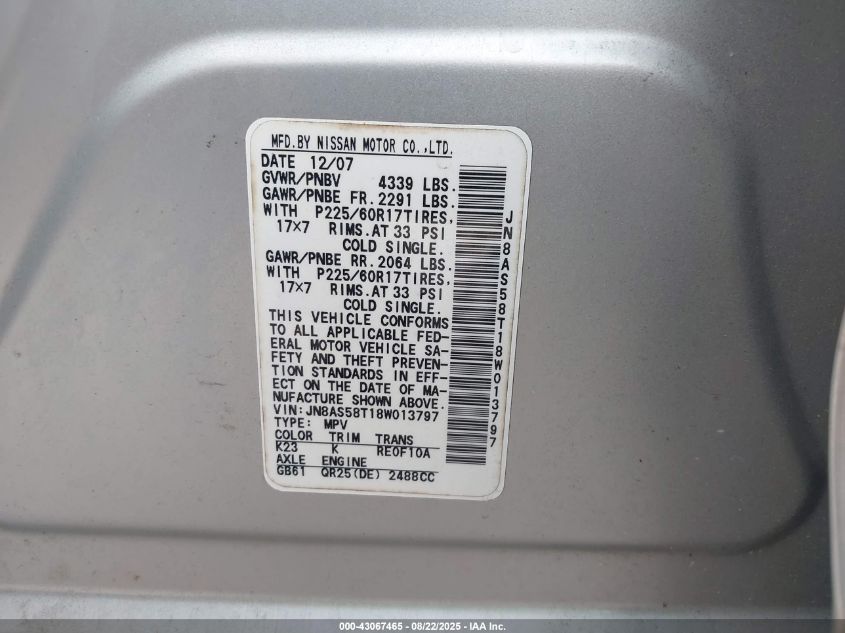 MFD.BY NISSAN MOTOR CO.,LTD.
DATE 12/07
GVWR/PNBV 4339 LBS.
GAWR/PNBE FR.2291 LBS.
WITH P225/60R17TIRES,
17×7 RIMS.AT 33 PSI
COLD SINGLE.
GAWR/PNBE RR.2064 LBS.
WITH P225/60R17TIRES,
17×7 RIMS.AT 33 PSI
COLD SINGLE.
THIS VEHICLE CONFORMS
TO ALL APPLICABLE FED-
ERAL MOTOR VEHICLE SA-
FETY AND THEFT PREVEN-
TION STANDARDS IN EFF-
ECT ON THE DATE OF MA-
NUFACTURE SHOWN ABOVE.
VIN:JN8AS58T18W013797
TYPE: MPV
COLOR TRIM TRANS
K23 K RE0F10A
AXLE ENGINE
GB61 QR25(DE) 2488CC
JN8AS58T18W013797
000-43067465 - 08/22/2025 - IAA Inc.